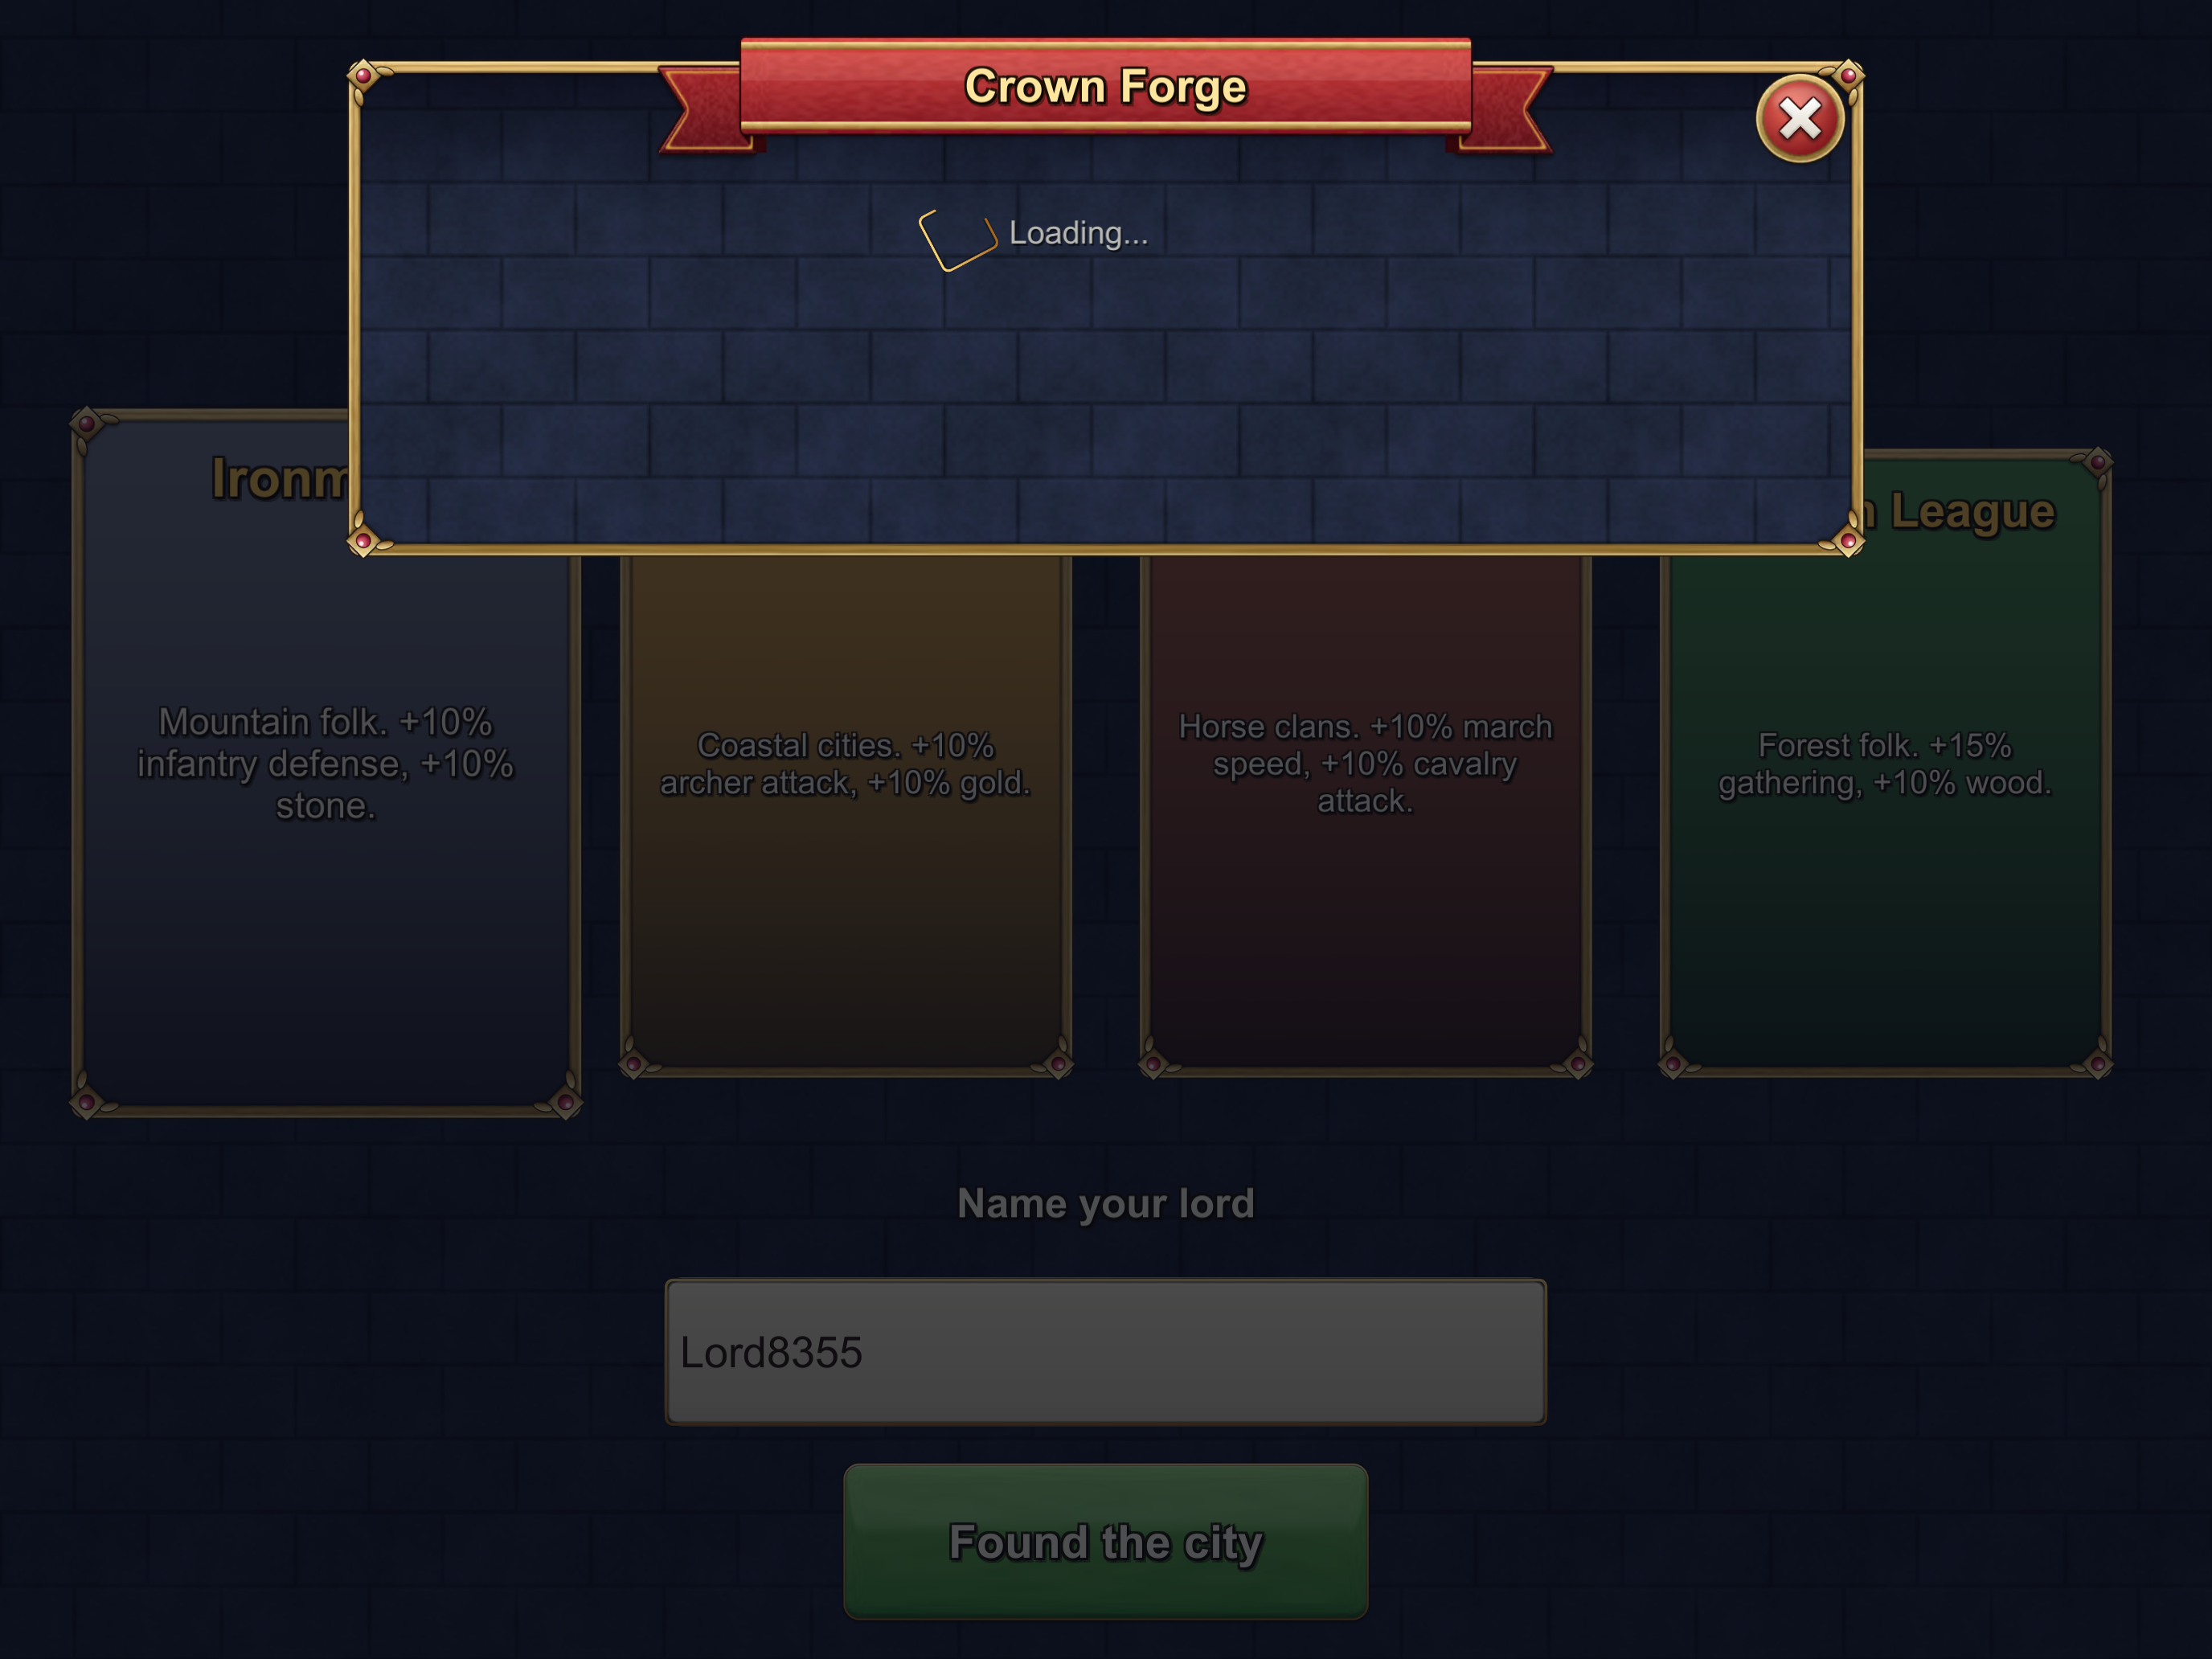 Crown Forge
Loading...
League
Mountain folk. +10%
infantry defense, +10%
stone.
Coastal cities. +10%
archer attack, +10% gold.
Horse clans. +10% march
speed, +10% cavalry
attack.
Forest folk. +15%
gathering, +10% wood.
Name your lord
Lord8355
Found the city